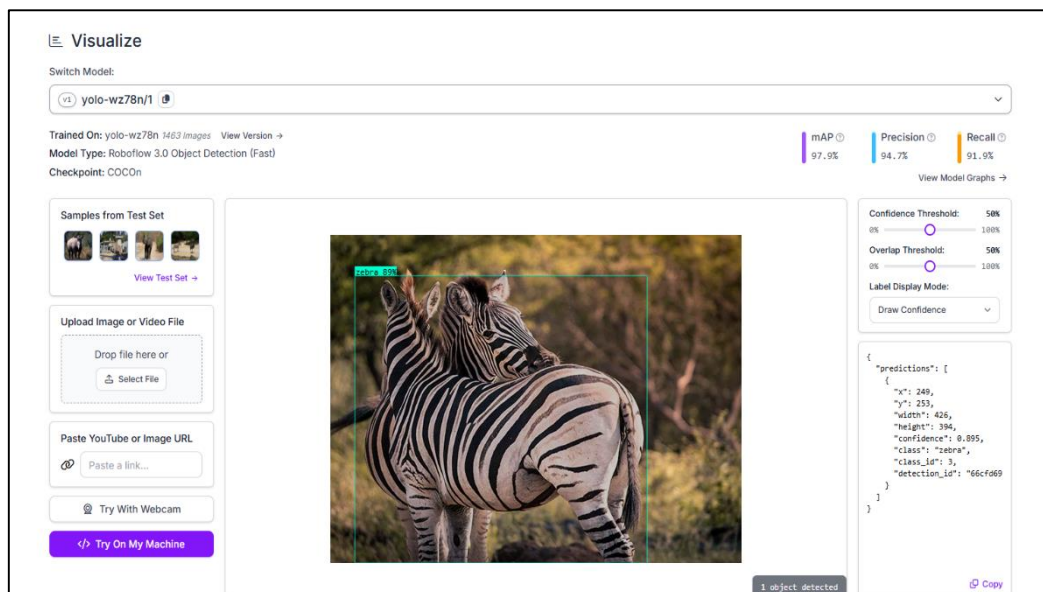 Visualize
Switch Model:
v1 yolo-wz78n/1
Trained On: yolo-wz78n 1463 Images View Version →
Model Type: Roboflow 3.0 Object Detection (Fast)
Checkpoint: COCOn
mAP
97.9%
Precision
94.7%
Recall
91.9%
View Model Graphs →
Samples from Test Set
View Test Set →
Upload Image or Video File
Drop file here or
Select File
Paste YouTube or Image URL
Paste a link...
Try With Webcam
</> Try On My Machine
zebra 89%
1 object detected
Confidence Threshold: 50%
0% 100%
Overlap Threshold: 50%
0% 100%
Label Display Mode:
Draw Confidence
{
"predictions": [
{
"x": 249,
"y": 253,
"width": 426,
"height": 394,
"confidence": 0.895,
"class": "zebra",
"class_id": 3,
"detection_id": "66cfd69
}
]
}
Copy